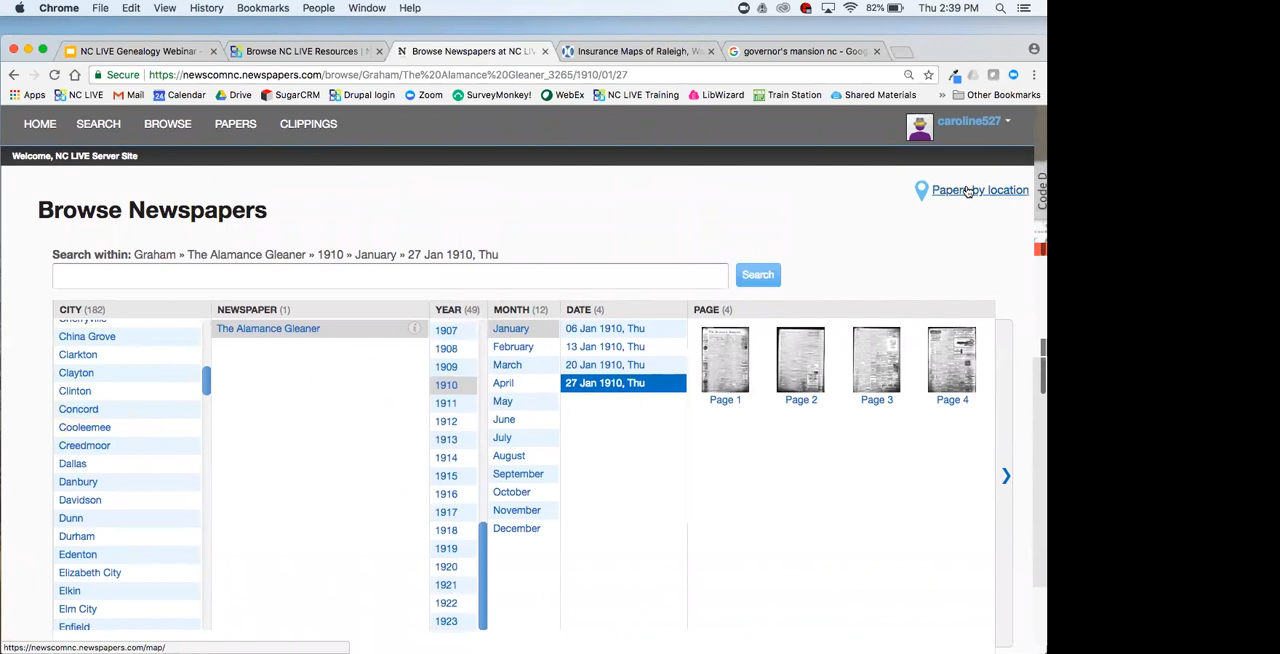 Chrome File Edit View History Bookmarks People Window Help 82% Thu 2:39 PM
NC LIVE Genealogy Webinar - Browse NC LIVE Resources | N Browse Newspapers at NC LI Insurance Maps of Raleigh, Wa governor's mansion nc - Goog
Secure https://newscomnc.newspapers.com/browse/Graham/The%20Alamance%20Gleaner_3265/1910/01/27
Apps NC LIVE Mail Calendar Drive SugarCRM Drupal login Zoom SurveyMonkey! WebEx NC LIVE Training LibWizard Train Station Shared Materials » Other Bookmarks
HOME SEARCH BROWSE PAPERS CLIPPINGS caroline527
Welcome, NC LIVE Server Site
Code D
Papers by location
Browse Newspapers
Search within: Graham » The Alamance Gleaner » 1910 » January » 27 Jan 1910, Thu
Search
CITY (182) NEWSPAPER (1) YEAR (49) MONTH (12) DATE (4) PAGE (4)
Cherryville
China Grove
Clarkton
Clayton
Clinton
Concord
Cooleemee
Creedmoor
Dallas
Danbury
Davidson
Dunn
Durham
Edenton
Elizabeth City
Elkin
Elm City
Enfield
The Alamance Gleaner
1907
1908
1909
1910
1911
1912
1913
1914
1915
1916
1917
1918
1919
1920
1921
1922
1923
January
February
March
April
May
June
July
August
September
October
November
December
06 Jan 1910, Thu
13 Jan 1910, Thu
20 Jan 1910, Thu
27 Jan 1910, Thu
Page 1 Page 2 Page 3 Page 4
https://newscomnc.newspapers.com/map/